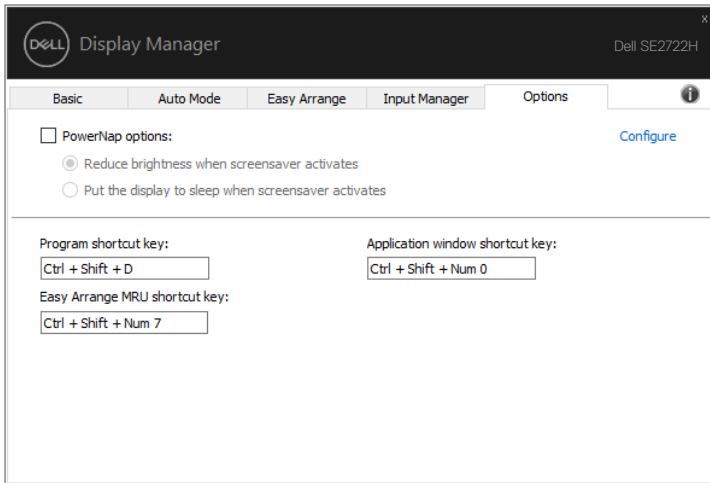 x
DELL Display Manager
Dell SE2722H
Basic Auto Mode Easy Arrange Input Manager Options
PowerNap options: Configure
Reduce brightness when screensaver activates
Put the display to sleep when screensaver activates
Program shortcut key: Application window shortcut key:
Ctrl + Shift + D Ctrl + Shift + Num 0
Easy Arrange MRU shortcut key:
Ctrl + Shift + Num 7